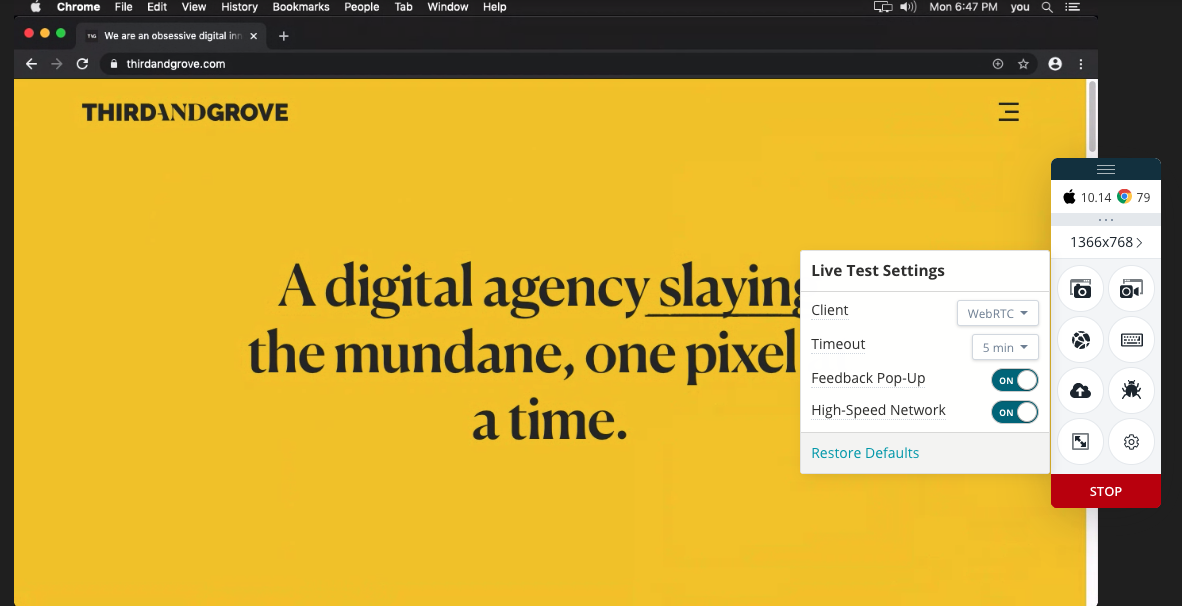 Chrome File Edit View History Bookmarks People Tab Window Help Mon 6:47 PM you
We are an obsessive digital inn
thirdandgrove.com
THIRDANDGROVE
10.14 79
1366x768
A digital agency slaying
the mundane, one pixel
a time.
Live Test Settings
Client WebRTC
Timeout 5 min
Feedback Pop-Up ON
High-Speed Network ON
Restore Defaults
STOP